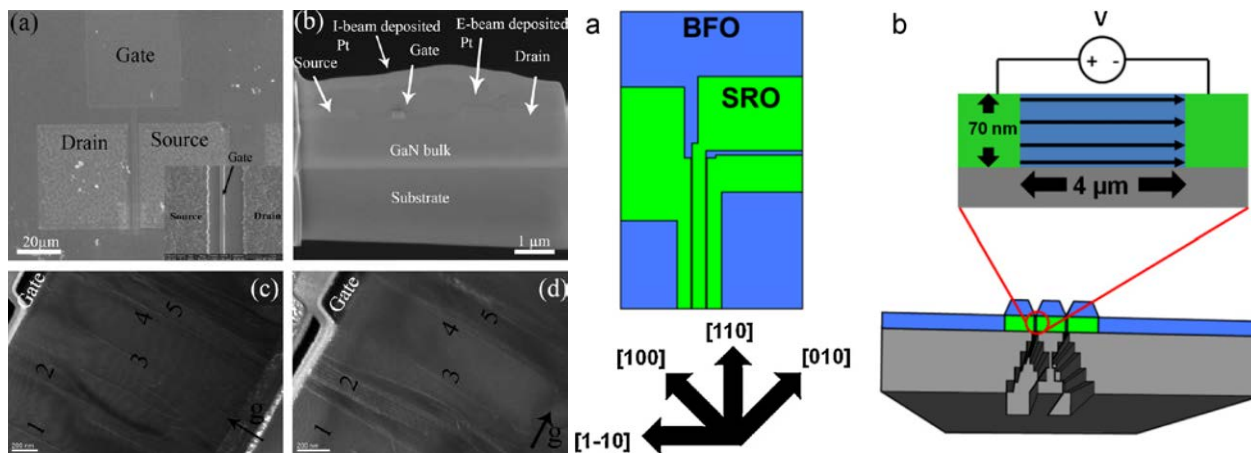 (a)
Gate
Drain
Source
Gate
Source
Drain
20μm
(b)
I-beam deposited
Pt
E-beam deposited
Pt
Source
Gate
Drain
GaN bulk
Substrate
1 μm
(c)
Gate
1
2
3
4
5
g0
200 nm
(d)
Gate
1
2
3
4
5
g0
200 nm
a
BFO
SRO
[110]
[100]
[010]
[1-10]
b
V
+ -
70 nm
4 μm